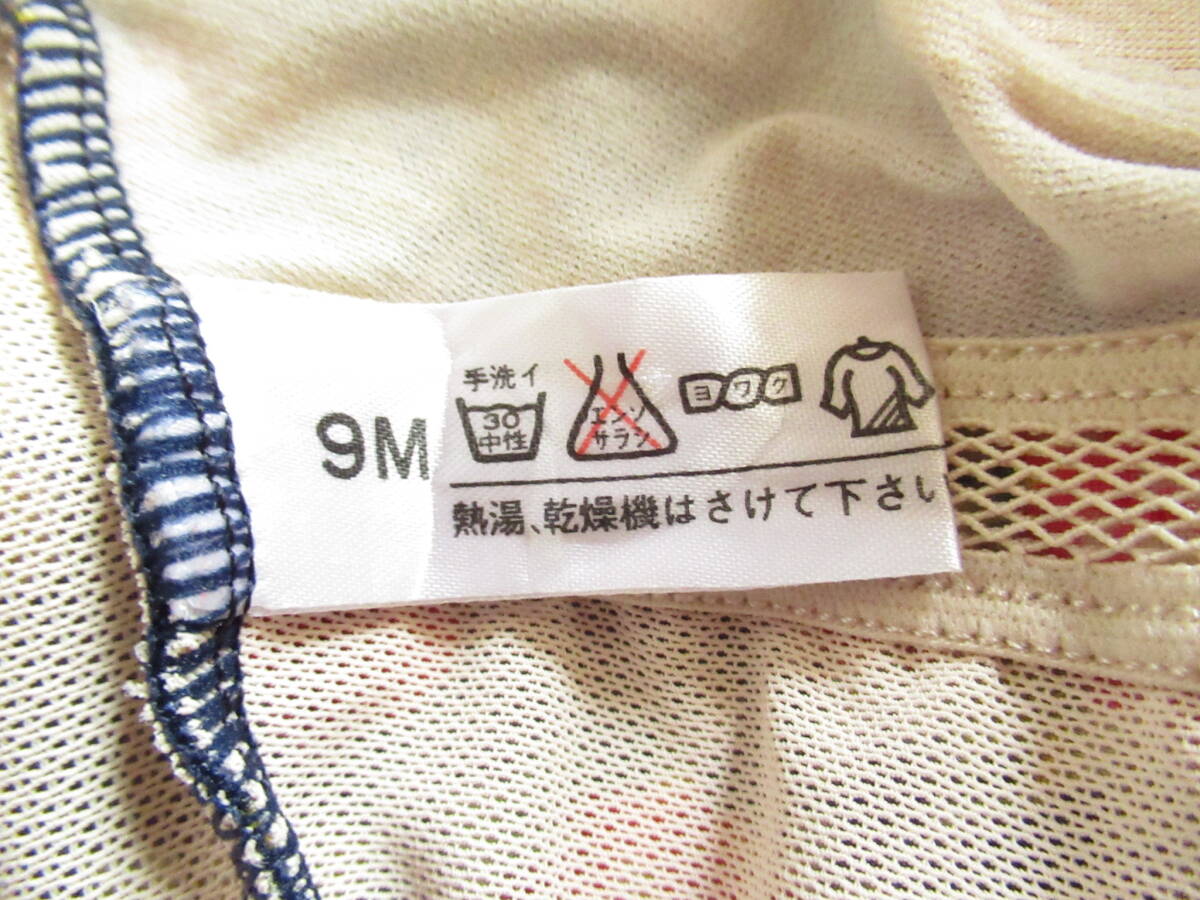 9M
手洗イ
30
中性
エンソ
サラシ
ヨワク
熱湯、乾燥機はさけて下さい